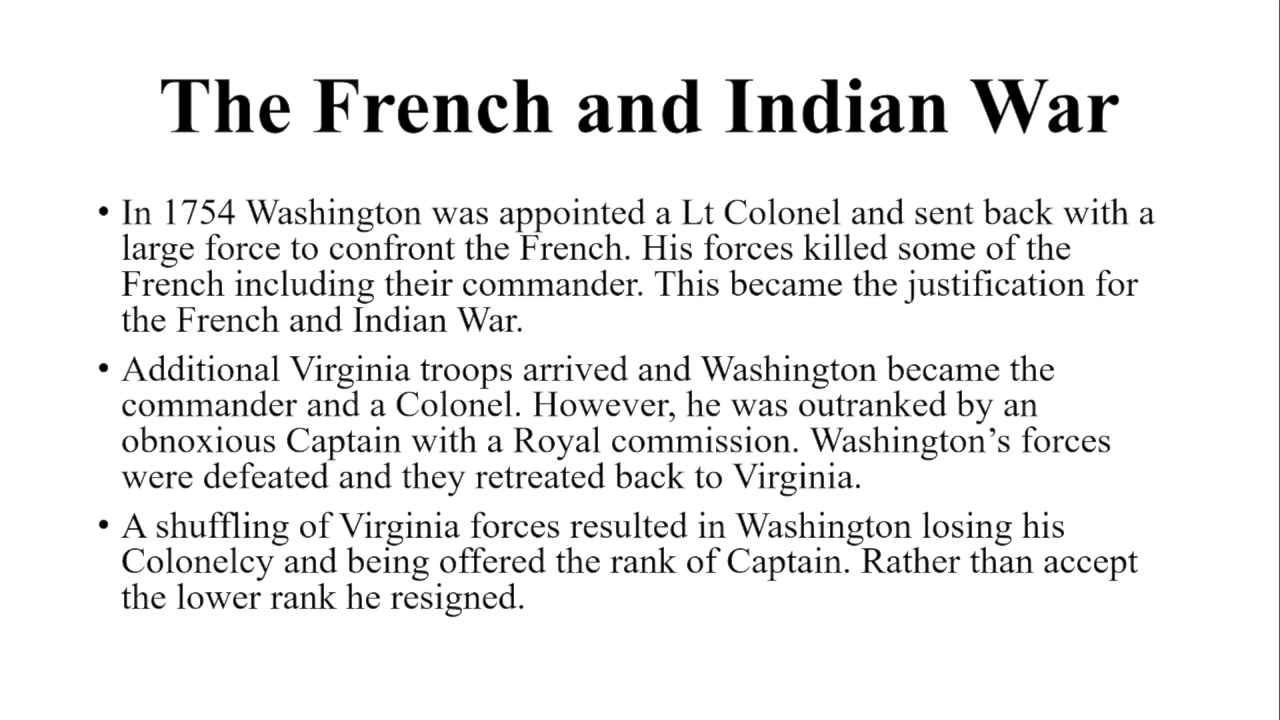 The French and Indian War
• In 1754 Washington was appointed a Lt Colonel and sent back with a
large force to confront the French. His forces killed some of the
French including their commander. This became the justification for
the French and Indian War.
• Additional Virginia troops arrived and Washington became the
commander and a Colonel. However, he was outranked by an
obnoxious Captain with a Royal commission. Washington’s forces
were defeated and they retreated back to Virginia.
• A shuffling of Virginia forces resulted in Washington losing his
Colonelcy and being offered the rank of Captain. Rather than accept
the lower rank he resigned.